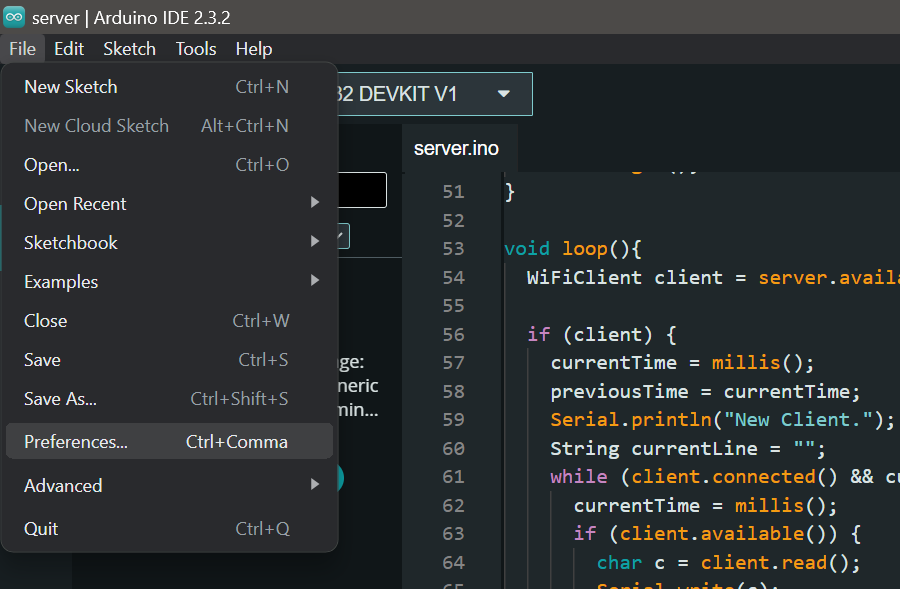 server | Arduino IDE 2.3.2
File Edit Sketch Tools Help
New Sketch Ctrl+N
New Cloud Sketch Alt+Ctrl+N
Open... Ctrl+O
Open Recent
Sketchbook
Examples
Close Ctrl+W
Save Ctrl+S
Save As... Ctrl+Shift+S
Preferences... Ctrl+Comma
Advanced
Quit Ctrl+Q
32 DEVKIT V1
server.ino
51 }
52
53 void loop(){
54 WiFiClient client = server.availa
55
56 if (client) {
57 currentTime = millis();
58 previousTime = currentTime;
59 Serial.println("New Client.");
60 String currentLine = "";
61 while (client.connected() && cu
62 currentTime = millis();
63 if (client.available()) {
64 char c = client.read();
65 Serial.write(c);